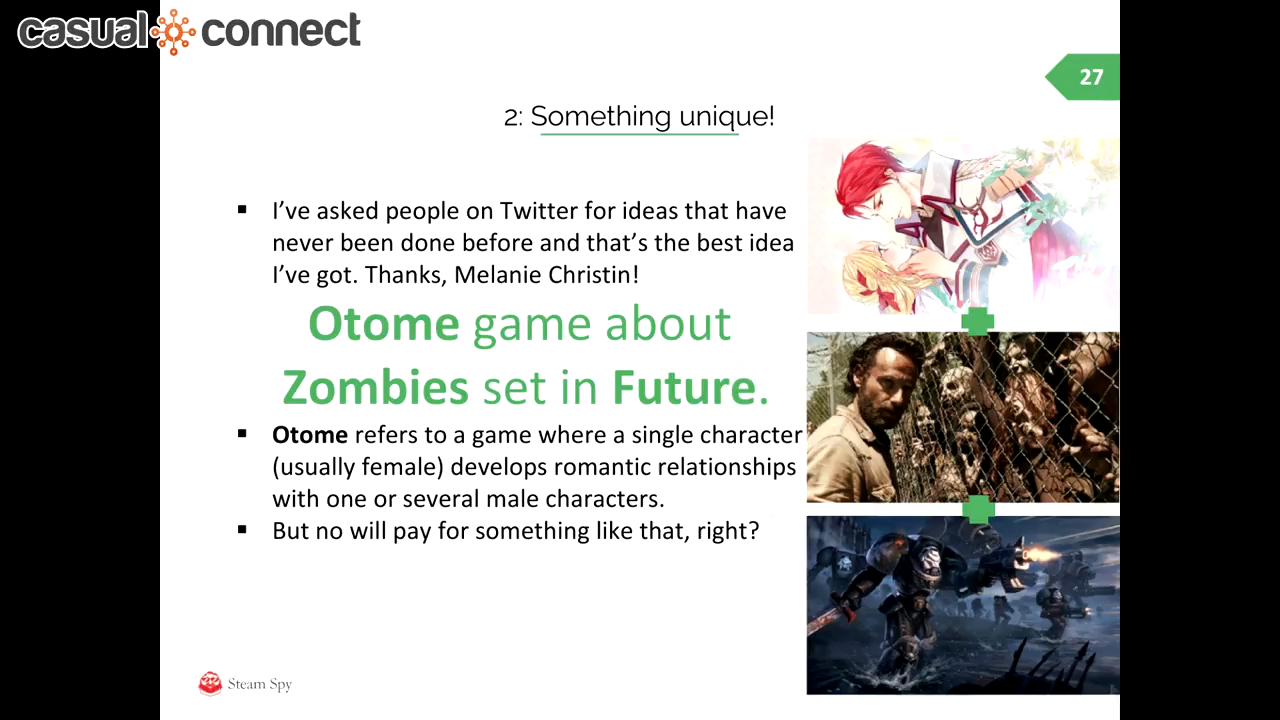 casual connect
27
2: Something unique!
▪ I've asked people on Twitter for ideas that have
never been done before and that's the best idea
I've got. Thanks, Melanie Christin!
Otome game about
Zombies set in Future.
▪ Otome refers to a game where a single character
(usually female) develops romantic relationships
with one or several male characters.
▪ But no will pay for something like that, right?
Steam Spy